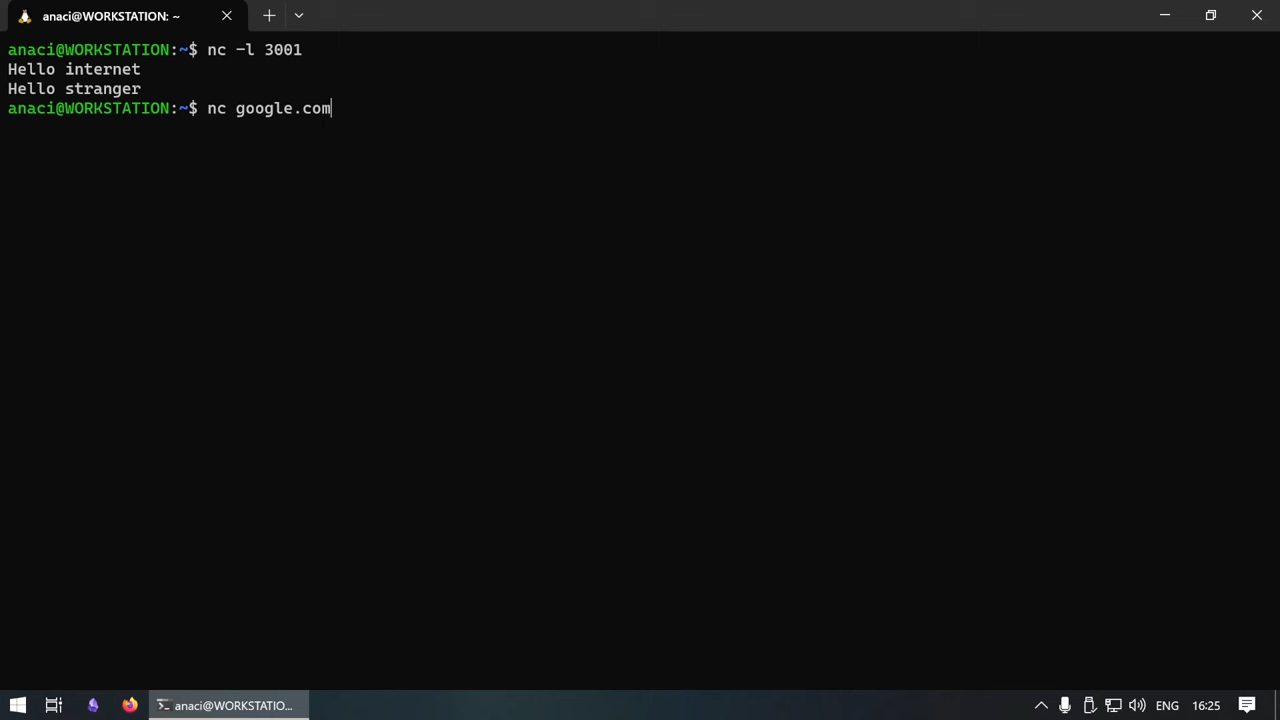 anaci@WORKSTATION: ~
anaci@WORKSTATION:~$ nc -l 3001
Hello internet
Hello stranger
anaci@WORKSTATION:~$ nc google.com
anaci@WORKSTATIO...
ENG
16:25